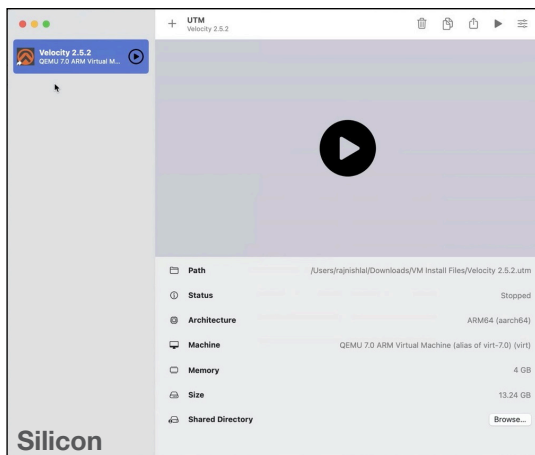 UTM
Velocity 2.5.2
Velocity 2.5.2
QEMU 7.0 ARM Virtual M...
Path /Users/rajnishlal/Downloads/VM Install Files/Velocity 2.5.2.utm
Status Stopped
Architecture ARM64 (aarch64)
Machine QEMU 7.0 ARM Virtual Machine (alias of virt-7.0) (virt)
Memory 4 GB
Size 13.24 GB
Shared Directory Browse...
Silicon